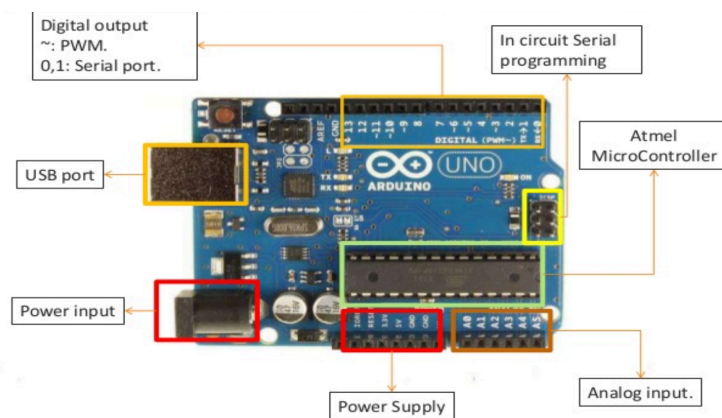 Digital output
~: PWM.
0,1: Serial port.
In circuit Serial
programming
Atmel
MicroController
USB port
Power input
Power Supply
Analog input.
AREF
GND
13
12
~11
~10
~9
8
7
~6
~5
4
~3
2
TX→1
RX←0
DIGITAL (PWM~)
L
TX
RX
ARDUINO
UNO
ON
ICSP
3.3V
5V
GND
GND
A0
A1
A2
A3
A4
A5